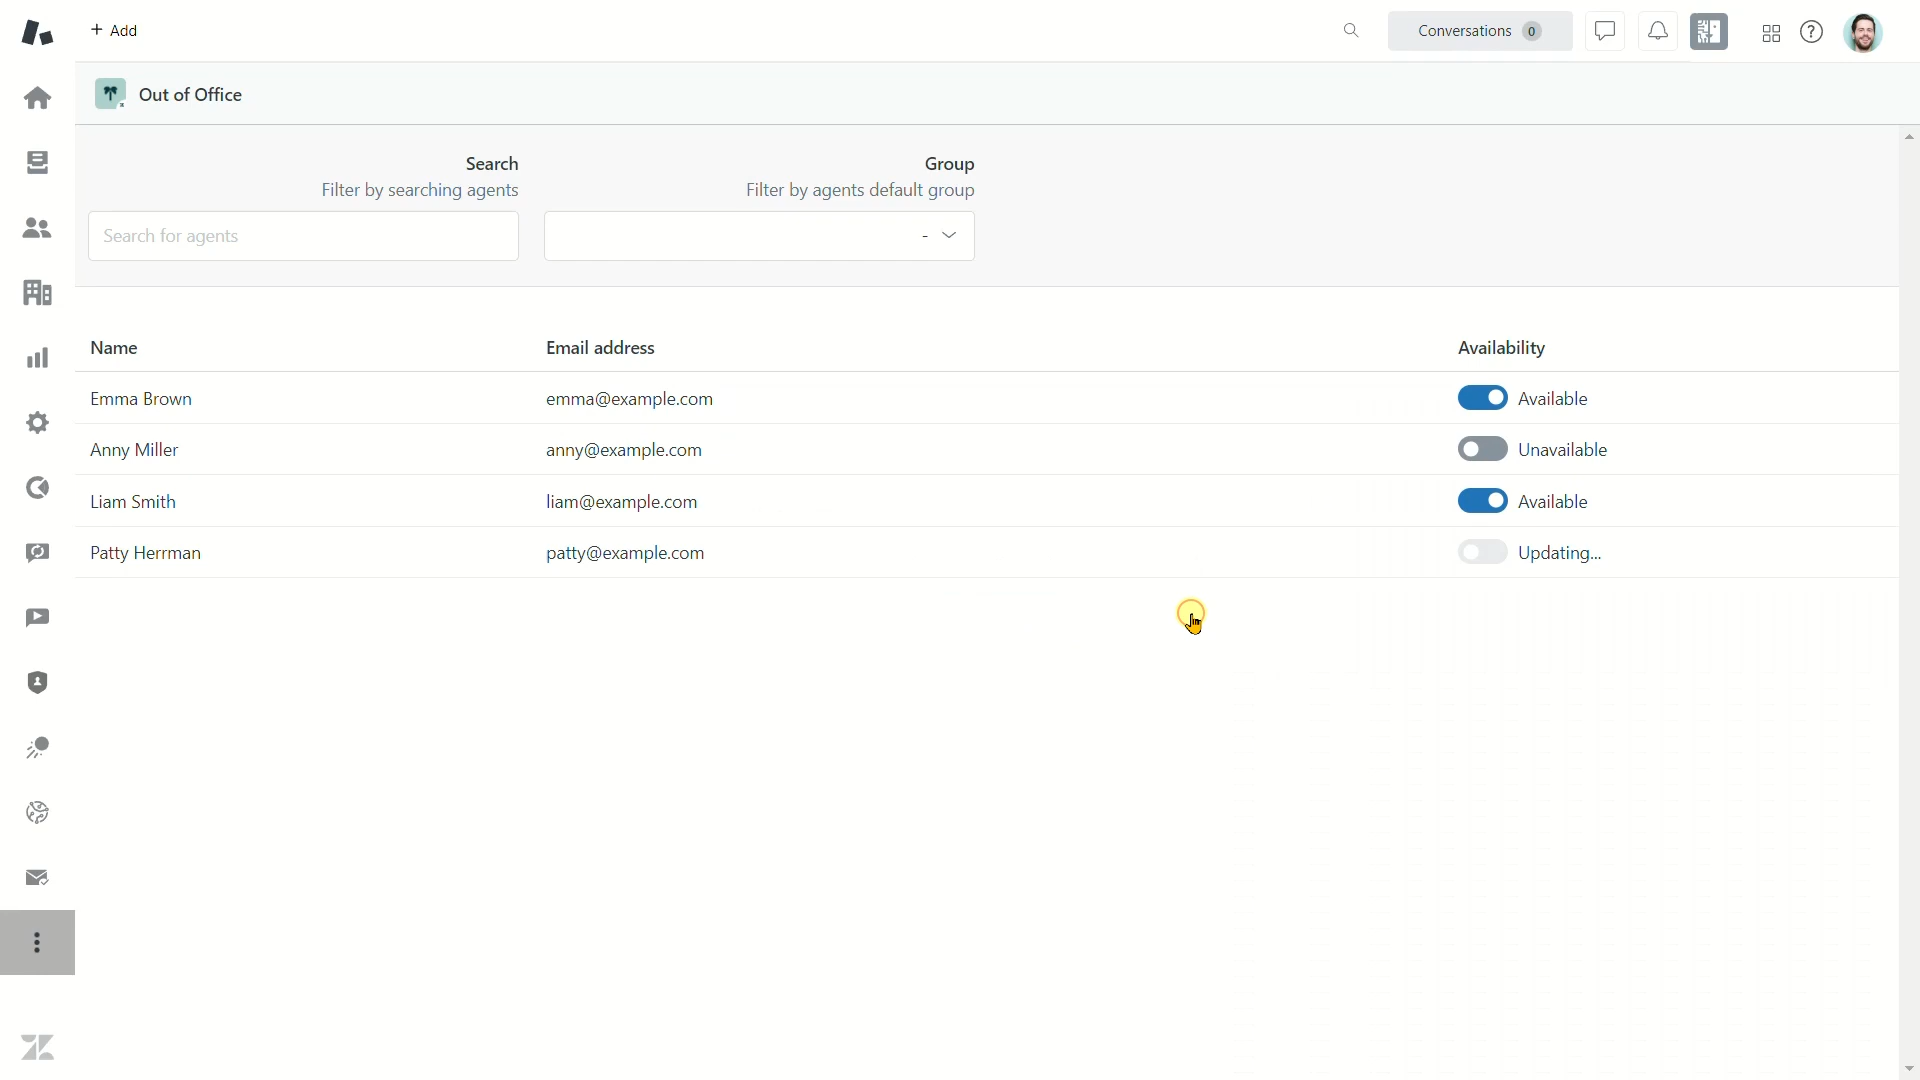 + Add
Conversations 0
Out of Office
Search
Filter by searching agents
Search for agents
Group
Filter by agents default group
-
Name Email address Availability
Emma Brown emma@example.com Available
Anny Miller anny@example.com Unavailable
Liam Smith liam@example.com Available
Patty Herrman patty@example.com Updating...